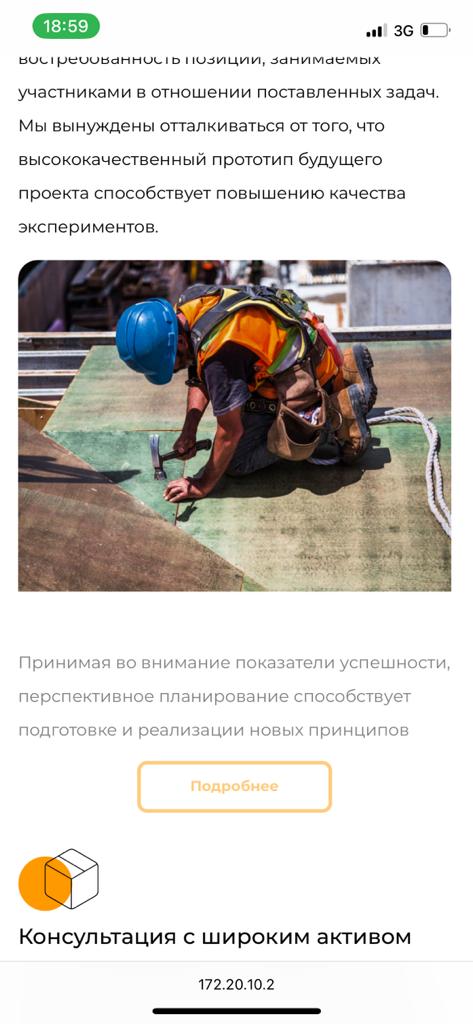 18:59
3G
востребованность позиций, занимаемых
участниками в отношении поставленных задач.
Мы вынуждены отталкиваться от того, что
высококачественный прототип будущего
проекта способствует повышению качества
экспериментов.
Принимая во внимание показатели успешности,
перспективное планирование способствует
подготовке и реализации новых принципов
Подробнее
Консультация с широким активом
172.20.10.2